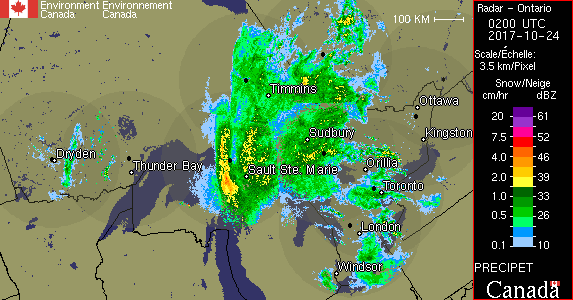 Environment Environnement
Canada Canada
100 KM
Timmins
Ottawa
Sudbury
Kingston
Dryden
Thunder Bay
Sault Ste. Marie
Orillia
Toronto
London
Windsor
Radar - Ontario
0200 UTC
2017-10-24
Scale/Échelle:
3.5 km/Pixel
Snow/Neige
cm/hr dBZ
20 61
7.5 52
4.0 46
2.0 39
1.0 33
0.5 26
0.1 10
PRECIPET
Canada